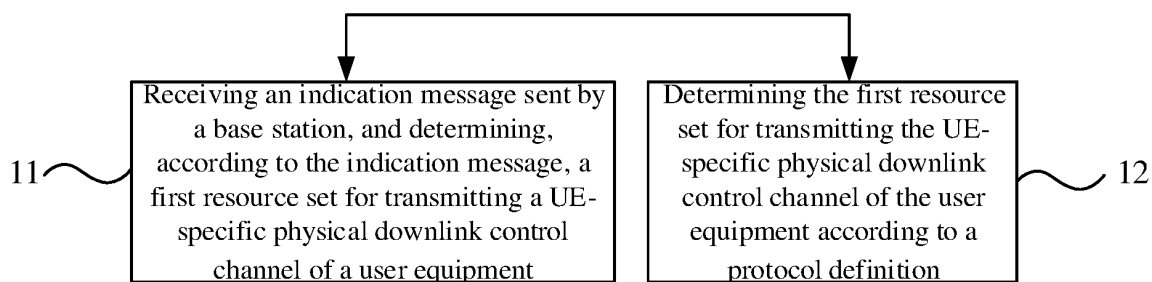 Receiving an indication message sent by
a base station, and determining,
according to the indication message, a
first resource set for transmitting a UE-
specific physical downlink control
channel of a user equipment
11
Determining the first resource
set for transmitting the UE-
specific physical downlink
control channel of the user
equipment according to a
protocol definition
12